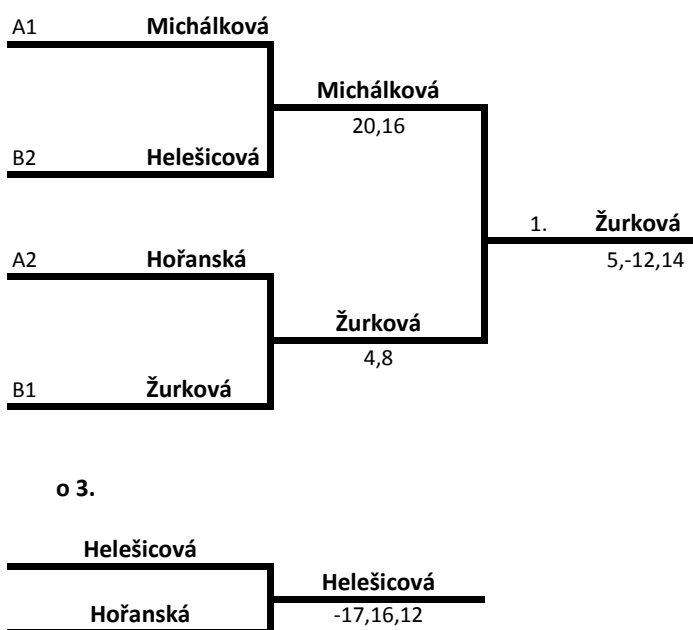 A1 Michálková
Michálková
20,16
B2 Helešicová
1. Žurková
5,-12,14
A2 Hořanská
Žurková
4,8
B1 Žurková
o 3.
Helešicová
Helešicová
-17,16,12
Hořanská